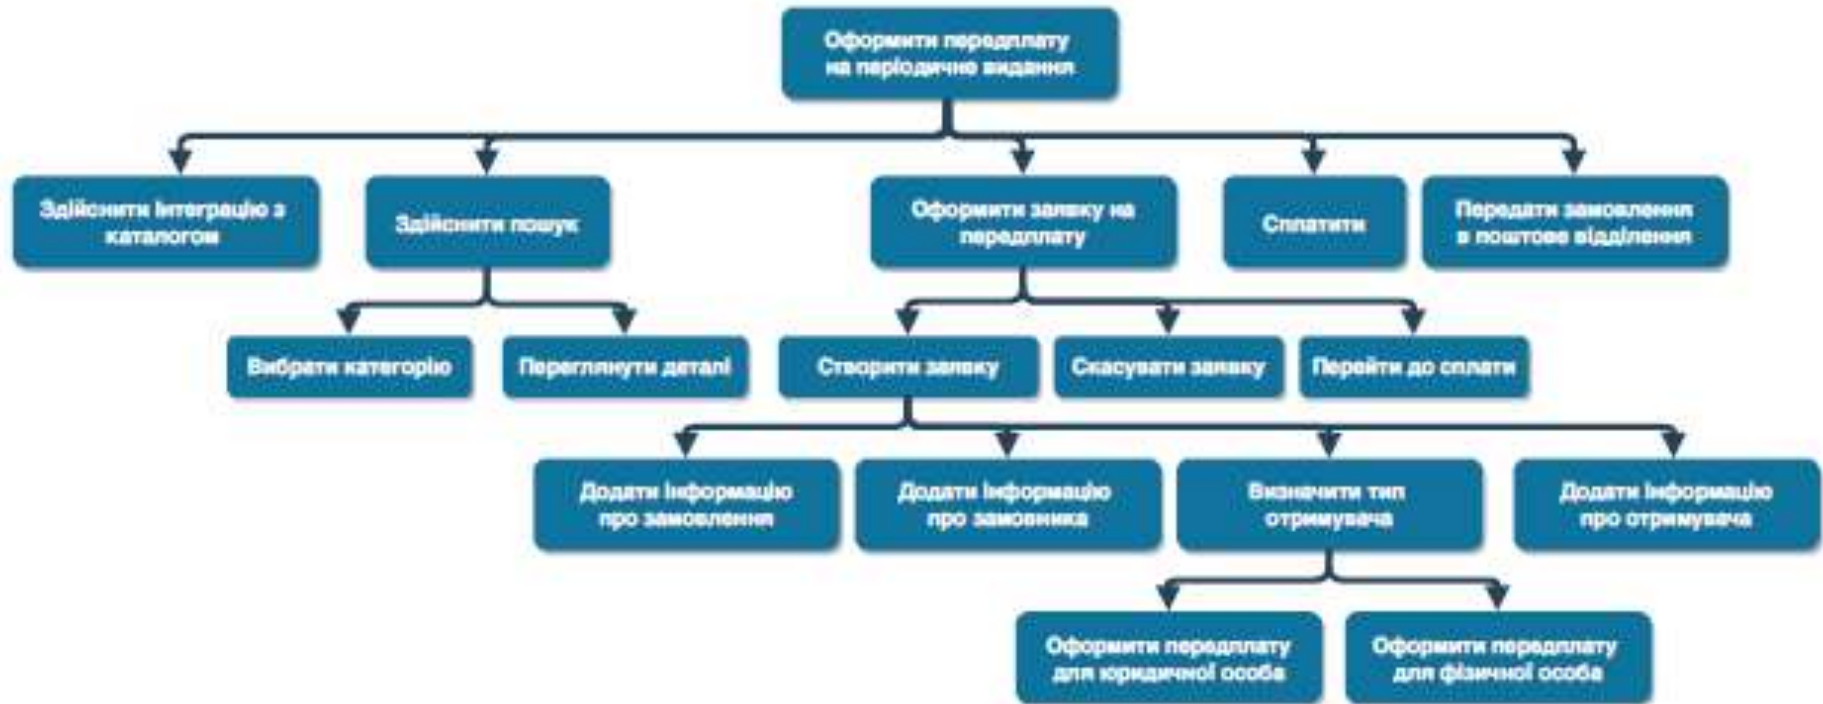 Оформити передплату
на періодичне видання
Здійснити інтеграцію з
каталогом
Здійснити пошук
Оформити заявку на
передплату
Сплатити
Передати замовлення
в поштове відділення
Вибрати категорію
Переглянути деталі
Створити заявку
Скасувати заявку
Перейти до сплати
Додати інформацію
про замовлення
Додати інформацію
про замовника
Визначити тип
отримувача
Додати інформацію
про отримувача
Оформити передплату
для юридичної особа
Оформити передплату
для фізичної особа